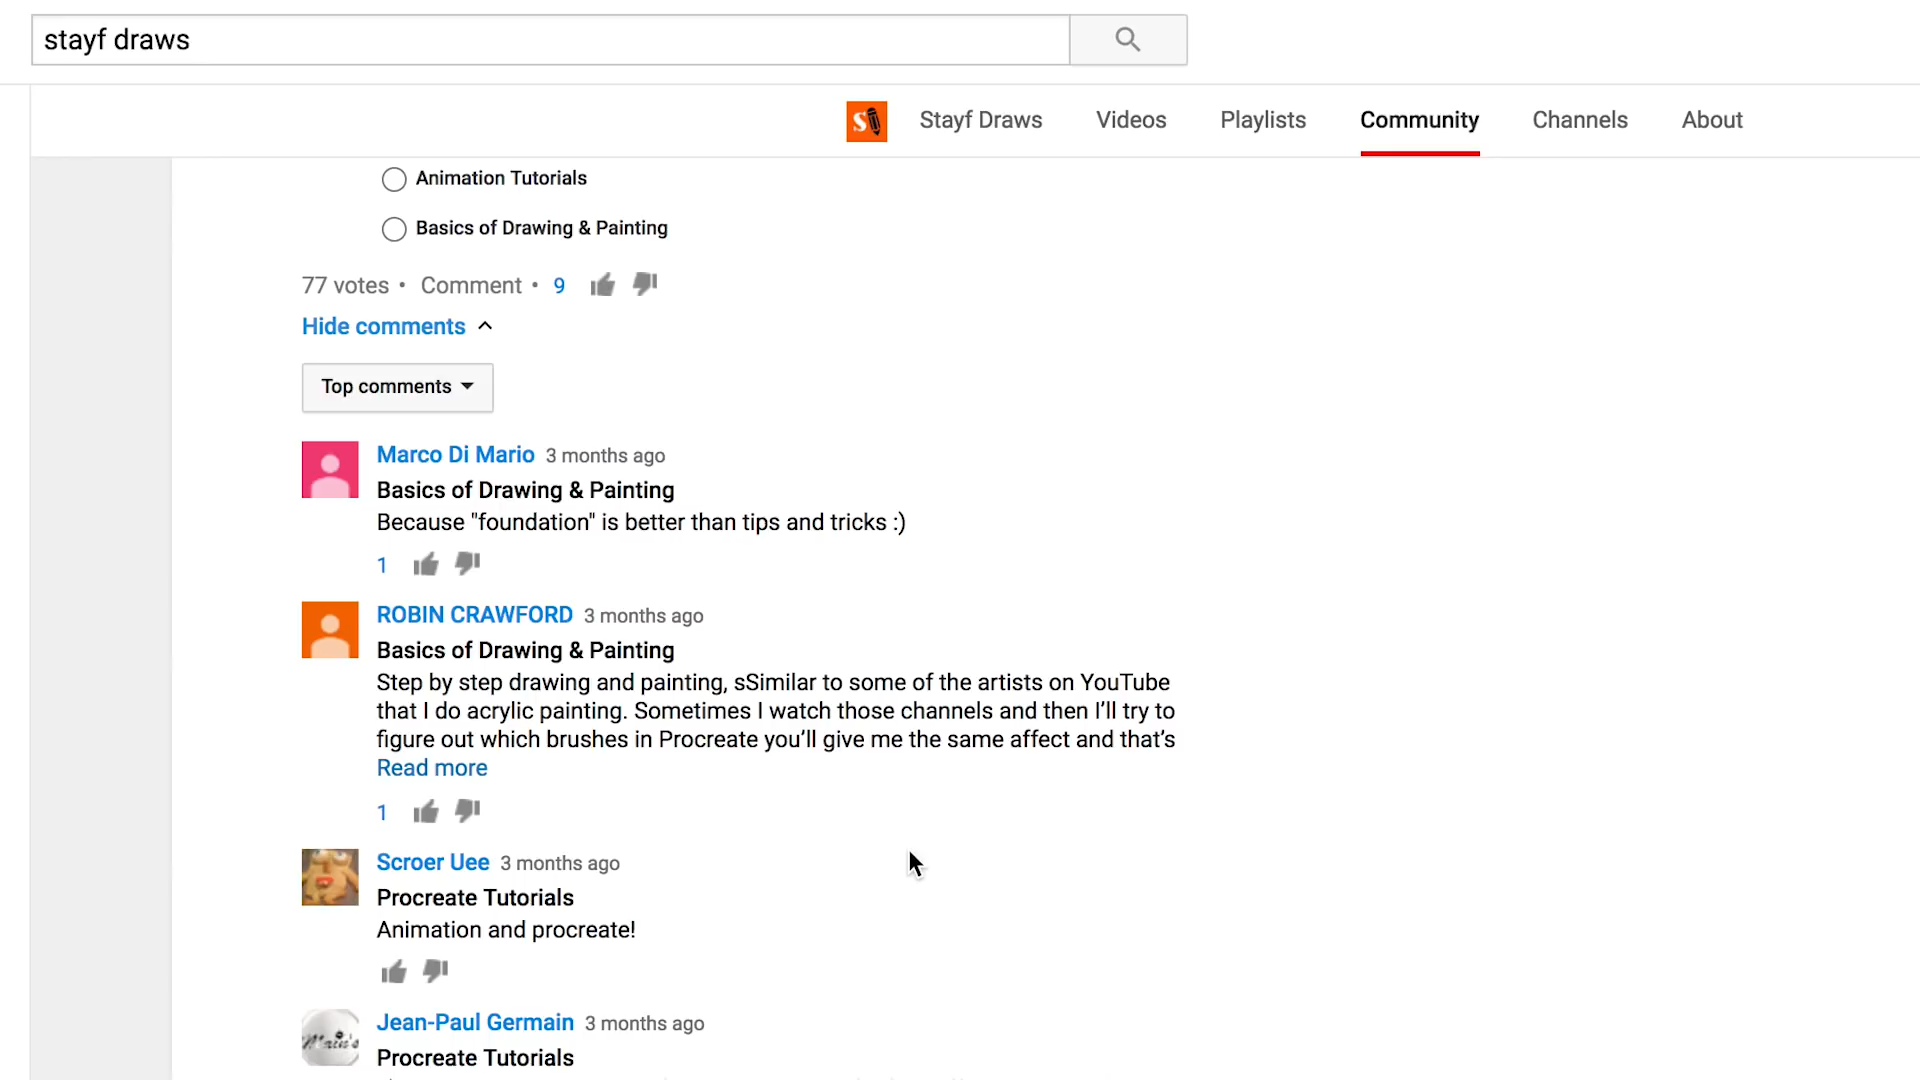 stayf draws
S
Stayf Draws
Videos
Playlists
Community
Channels
About
Animation Tutorials
Basics of Drawing & Painting
77 votes • Comment • 9
Hide comments
Top comments
Marco Di Mario 3 months ago
Basics of Drawing & Painting
Because "foundation" is better than tips and tricks :)
1
ROBIN CRAWFORD 3 months ago
Basics of Drawing & Painting
Step by step drawing and painting, sSimilar to some of the artists on YouTube
that I do acrylic painting. Sometimes I watch those channels and then I’ll try to
figure out which brushes in Procreate you’ll give me the same affect and that’s
Read more
1
Scroer Uee 3 months ago
Procreate Tutorials
Animation and procreate!
Jean-Paul Germain 3 months ago
Procreate Tutorials